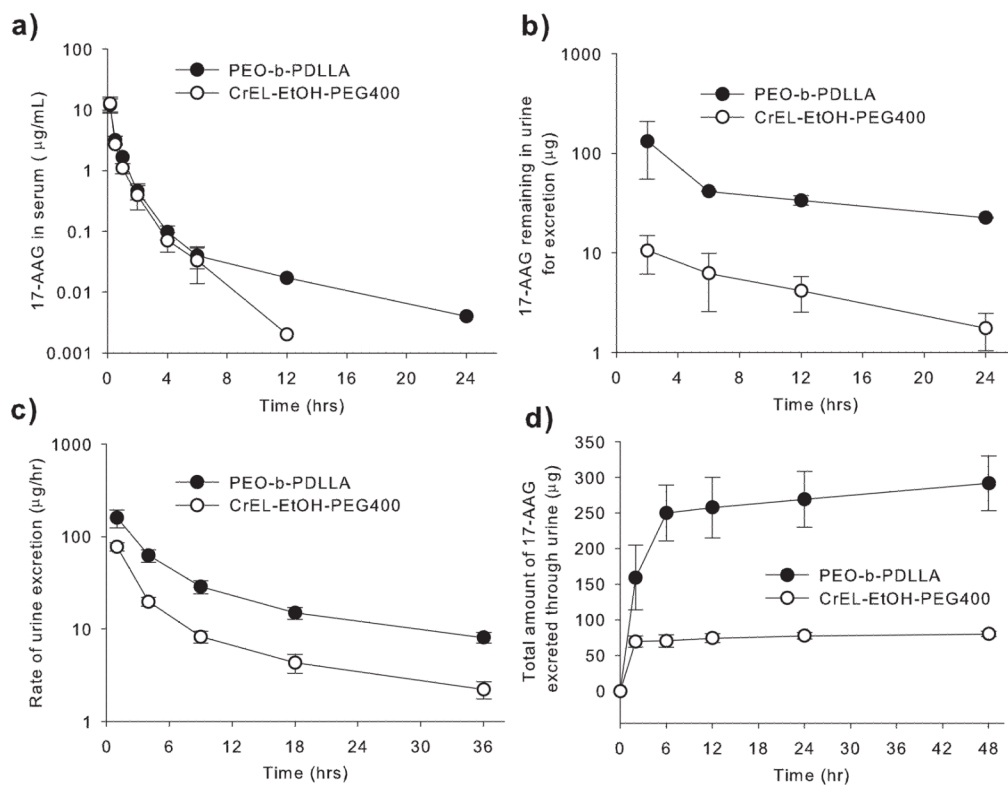 a)
100
10
1
0.1
0.01
0.001
17-AAG in serum ( μg/mL)
PEO-b-PDLLA
CrEL-EtOH-PEG400
0 4 8 12 16 20 24
Time (hrs)
b)
1000
100
10
1
17-AAG remaining in urine
for excretion (μg)
PEO-b-PDLLA
CrEL-EtOH-PEG400
0 4 8 12 16 20 24
Time (hrs)
c)
1000
100
10
1
Rate of urine excretion (μg/hr)
PEO-b-PDLLA
CrEL-EtOH-PEG400
0 6 12 18 24 30 36
Time (hrs)
d)
350
300
250
200
150
100
50
0
Total amount of 17-AAG
excreted through urine (μg)
PEO-b-PDLLA
CrEL-EtOH-PEG400
0 6 12 18 24 30 36 42 48
Time (hr)